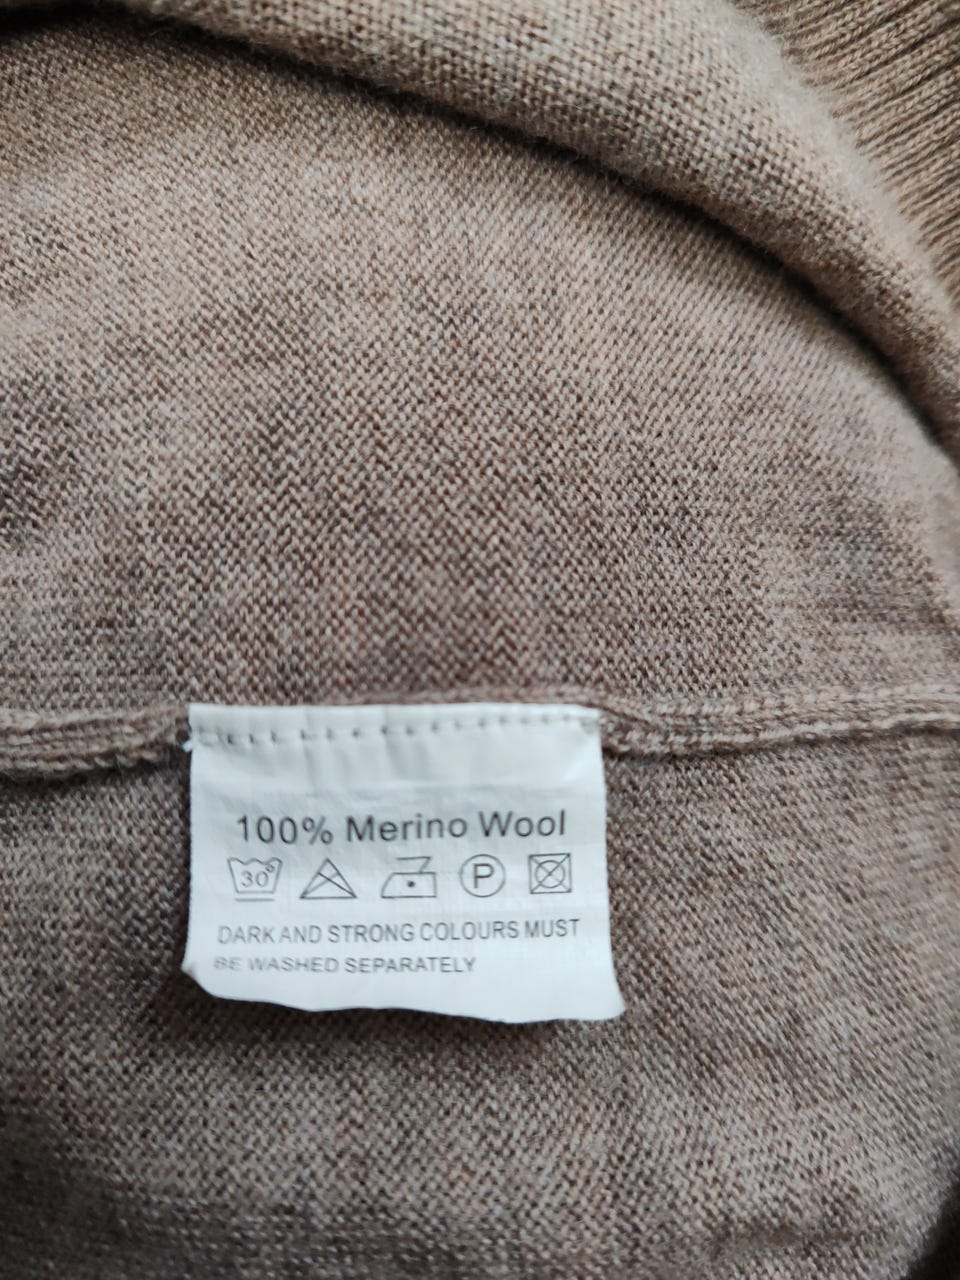 100% Merino Wool
30° P
DARK AND STRONG COLOURS MUST
BE WASHED SEPARATELY